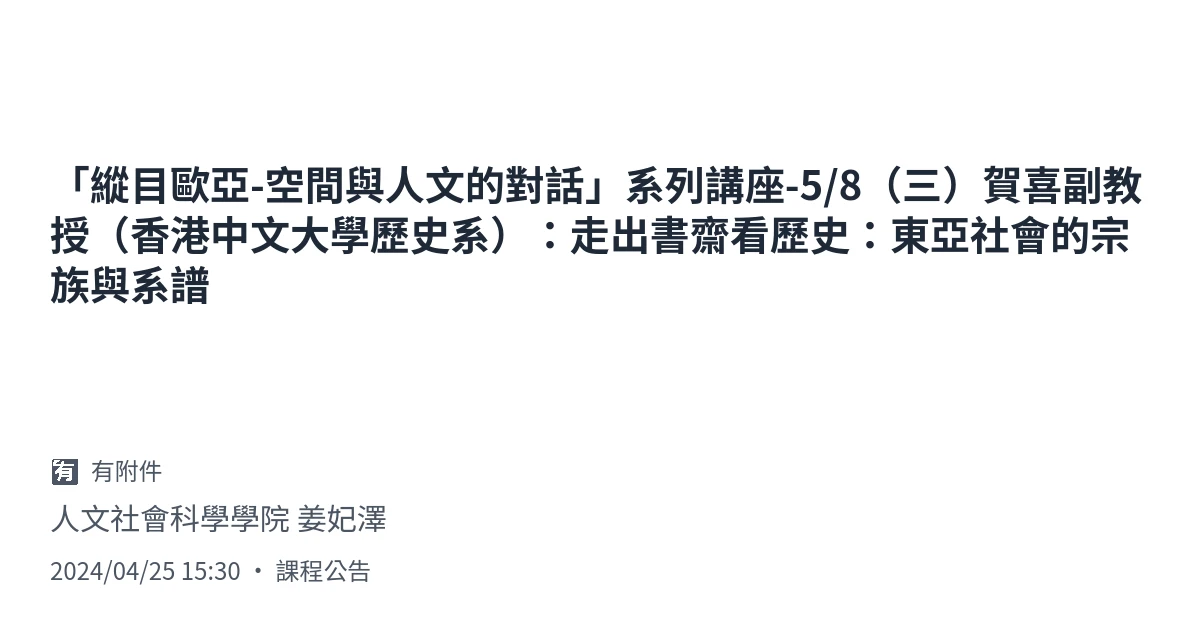 「縱目歐亞-空間與人文的對話」系列講座-5/8（三）賀喜副教
授（香港中文大學歷史系）：走出書齋看歷史：東亞社會的宗
族與系譜
有 有附件
人文社會科學學院 姜妃澤
2024/04/25 15:30 • 課程公告